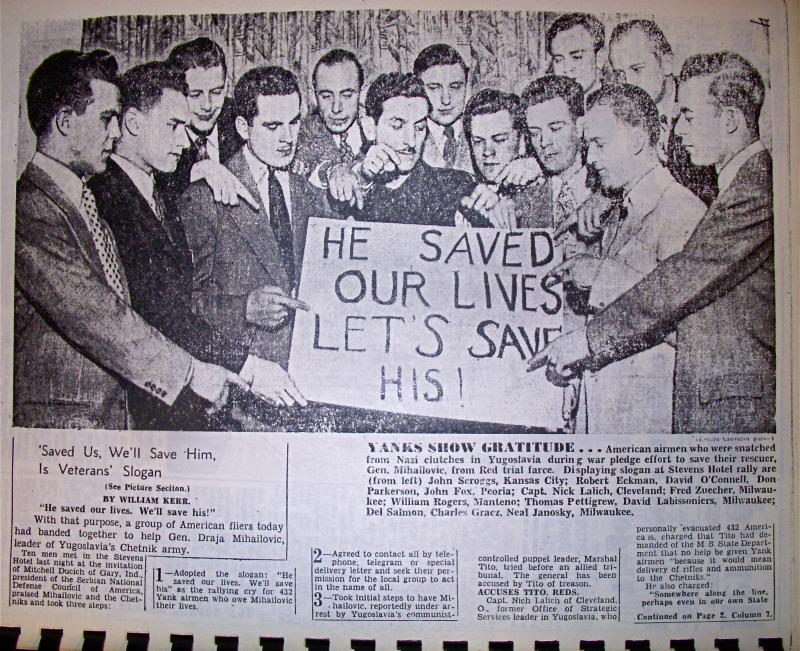 HE SAVED
OUR LIVES
LET'S SAVE
HIS!
'Saved Us, We'll Save Him,
Is Veterans' Slogan
(See Picture Seciton.)
BY WILLIAM KERR.
"He saved our lives. We'll save his!"
With that purpose, a group of American fliers today
had banded together to help Gen. Draja Mihailovic,
leader of Yugoslavia's Chetnik army.
Ten men met in the Stevens
Hotel last night at the invitation
of Mitchell Ducich of Gary, Ind.,
president of the Serbian National
Defense Council of America,
praised Mihailovic and the Chet-
niks and took three steps:
YANKS SHOW GRATITUDE . . . American airmen who were snatched
from Nazi clutches in Yugoslavia during war pledge effort to save their rescuer,
Gen. Mihailovic, from Red trial farce. Displaying slogan at Stevens Hotel rally are
(from left) John Scroggs, Kansas City; Robert Eckman, David O'Connell, Don
Parkerson, John Fox, Peoria; Capt. Nick Lalich, Cleveland; Fred Zuecher, Milwau-
kee; William Rogers, Manteno; Thomas Pettigrew, David Labissoniers, Milwaukee;
Del Salmon, Charles Gracz, Neal Janosky, Milwaukee.
1—Adopted the slogan: "He
saved our lives. We'll save
his" as the rallying cry for 432
Yank airmen who owe Mihailovic
their lives.
2—Agreed to contact all by tele-
phone, telegram or special
delivery letter and seek their per-
mission for the local group to act
in the name of all.
3—Took initial steps to have Mi-
hailovic, reportedly under ar-
rest by Yugoslavia's communist-
controlled puppet leader, Marshal
Tito, tried before an allied tri-
bunal. The general has been
accused by Tito of treason.
ACCUSES TITO, REDS.
Capt. Nich Lalich of Cleveland,
O., former Office of Strategic
Services leader in Yugoslavia, who
personally evacuated 432 Ameri-
cans, charged that Tito had de-
manded of the U. S. State Depart-
ment that no help be given Yank
airmen "because it would mean
delivery of rifles and ammunition
to the Chetniks."
He also charged:
"Somewhere along the line,
perhaps even in our own State
Continued on Page 2, Column 7.